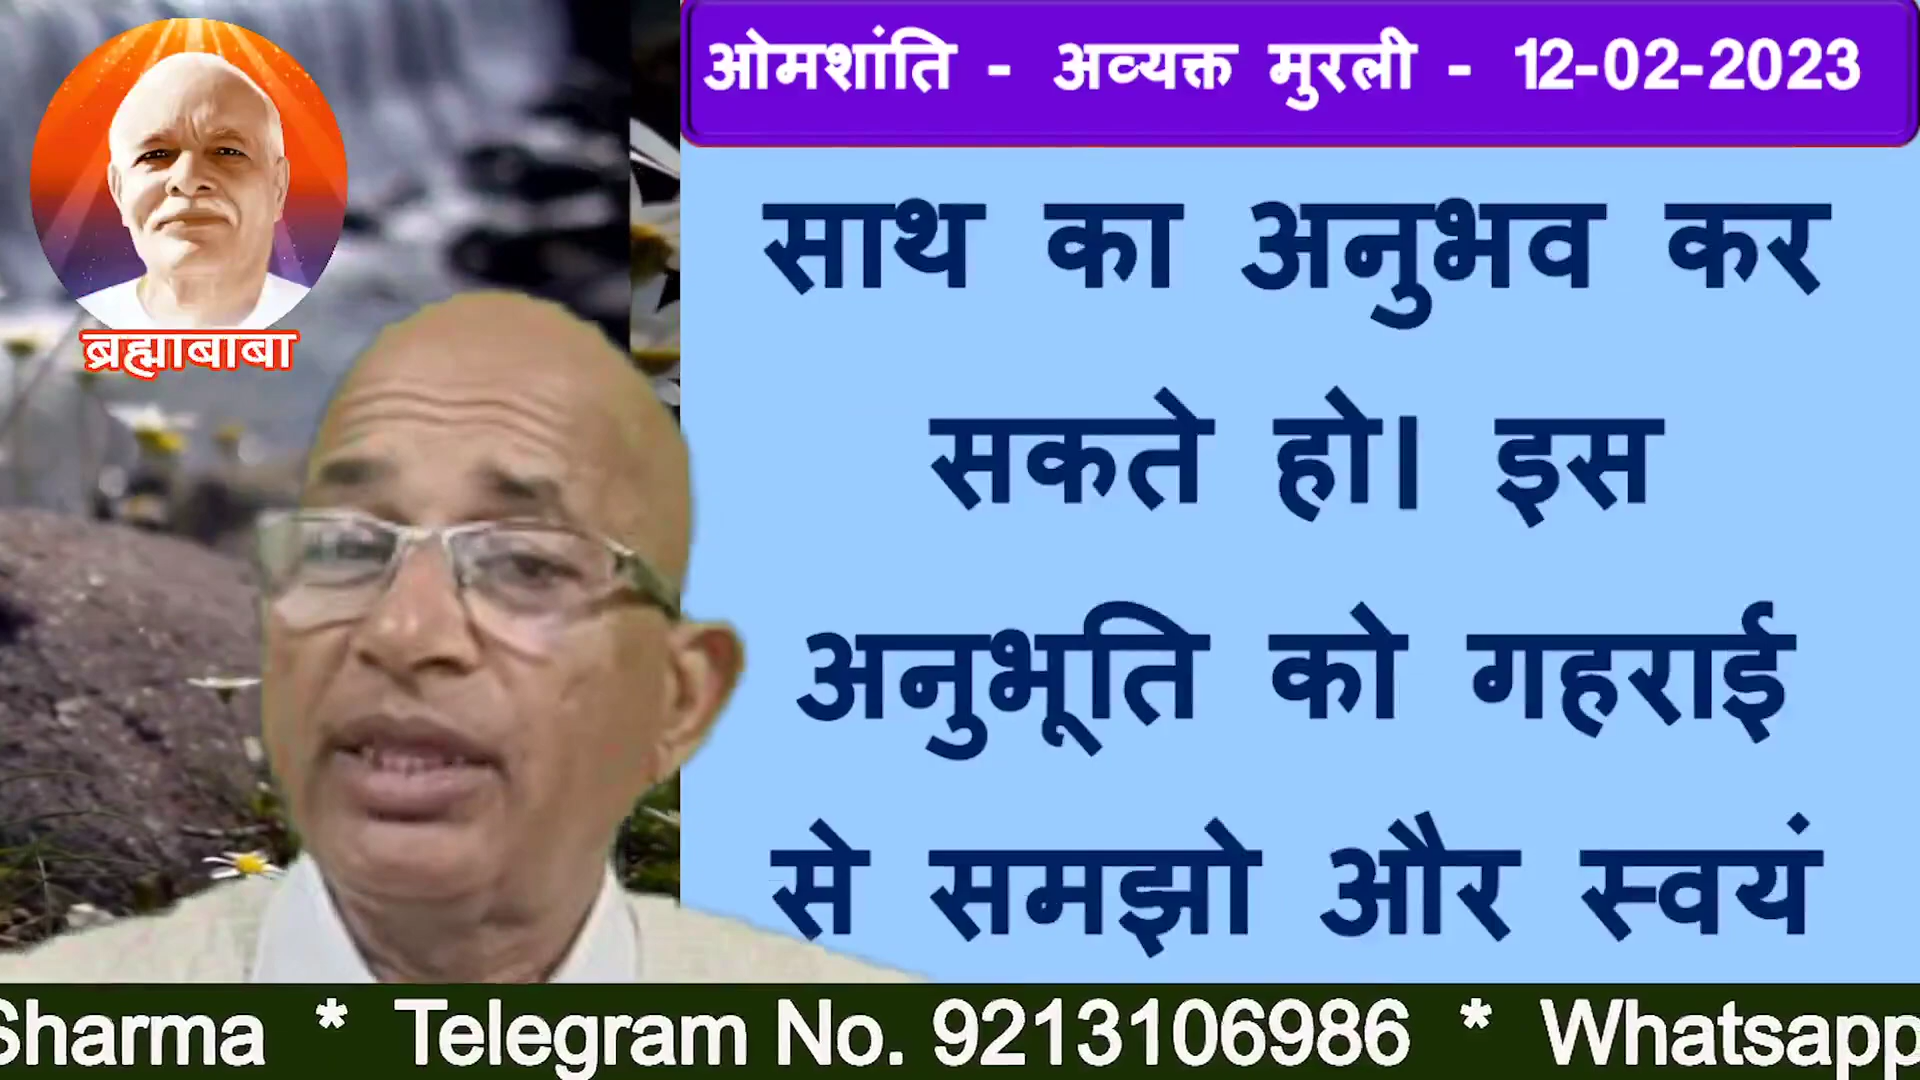 ओमशांति - अव्यक्त मुरली - 12-02-2023
ब्रह्माबाबा
साथ का अनुभव कर
सकते हो। इस
अनुभूति को गहराई
से समझो और स्वयं
Sharma * Telegram No. 9213106986 * Whatsapp